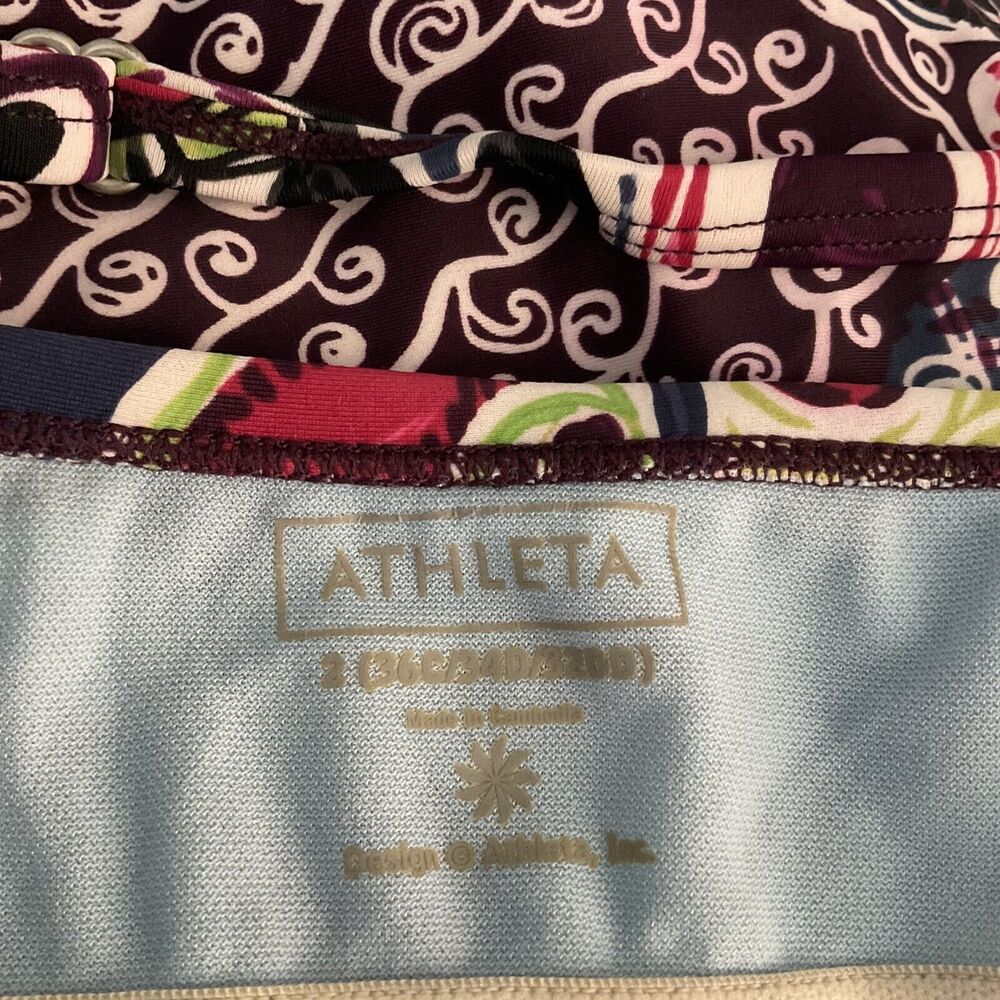 ATHLETA
2 (36C/34D/32DD)
Made in Cambodia
Design © Athleta, Inc.